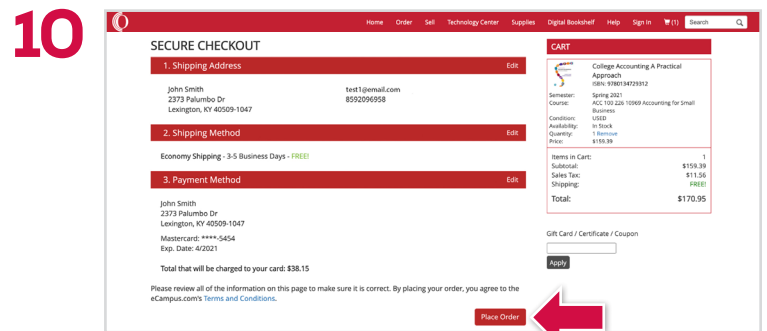 10
Home Order Sell Technology Center Supplies Digital Bookshelf Help Sign In (1) Search
SECURE CHECKOUT
1. Shipping Address Edit
John Smith
2373 Palumbo Dr
Lexington, KY 40509-1047
test1@email.com
8592096958
2. Shipping Method Edit
Economy Shipping - 3-5 Business Days - FREE!
3. Payment Method Edit
John Smith
2373 Palumbo Dr
Lexington, KY 40509-1047
Mastercard: ****-5454
Exp. Date: 4/2021
Total that will be charged to your card: $38.15
Please review all of the information on this page to make sure it is correct. By placing your order, you agree to the
eCampus.com's Terms and Conditions.
Place Order
CART
College Accounting A Practical
Approach
ISBN: 9780134729312
Semester: Spring 2021
Course: ACC 100 226 10969 Accounting for Small
Business
Condition: USED
Availability: In Stock
Quantity: 1 Remove
Price: $159.39
Items in Cart: 1
Subtotal: $159.39
Sales Tax: $11.56
Shipping: FREE!
Total: $170.95
Gift Card / Certificate / Coupon
Apply